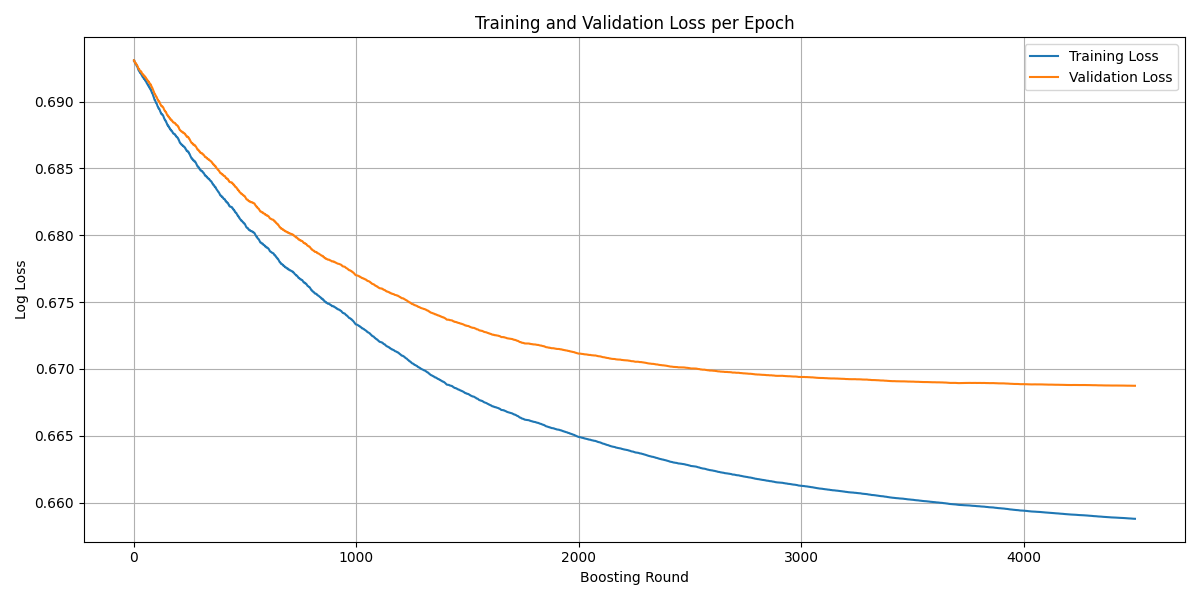 Training and Validation Loss per Epoch
Training Loss
Validation Loss
0.690
0.685
0.680
0.675
0.670
0.665
0.660
Log Loss
0
1000
2000
3000
4000
Boosting Round